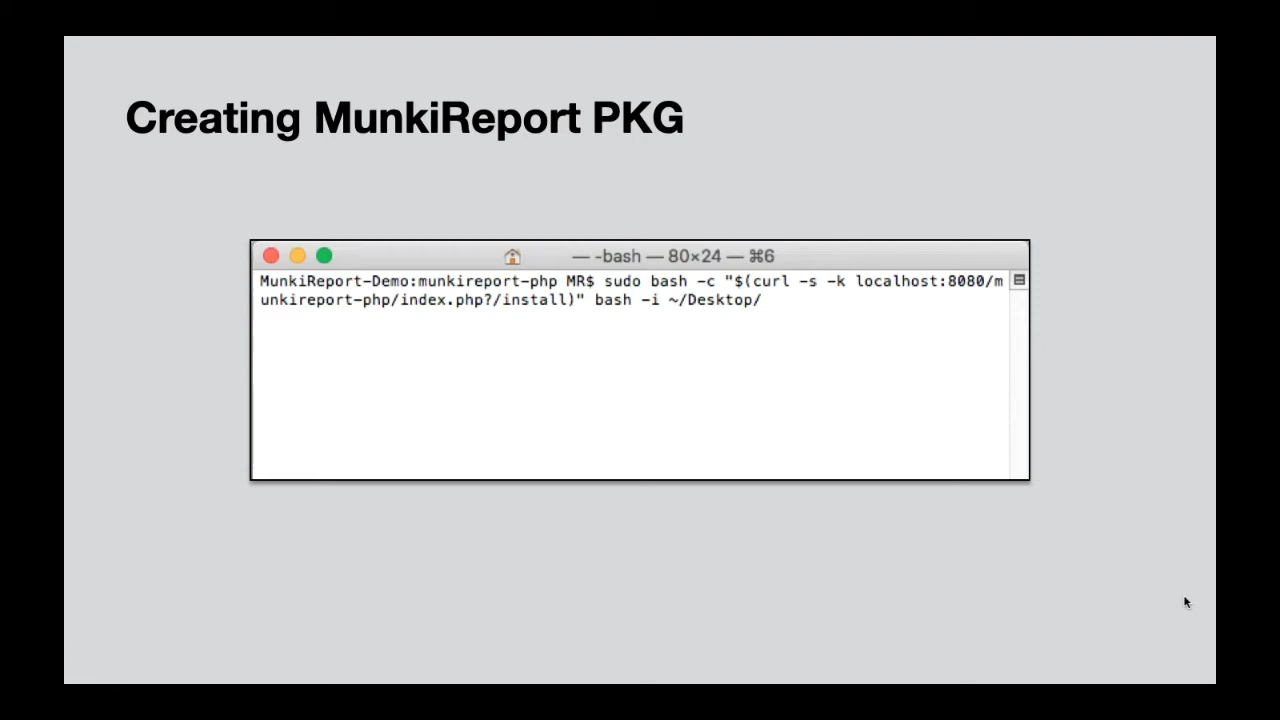 Creating MunkiReport PKG
— -bash — 80×24 — ⌘6
MunkiReport-Demo:munkireport-php MR$ sudo bash -c "$(curl -s -k localhost:8080/m
unkireport-php/index.php?/install)" bash -i ~/Desktop/